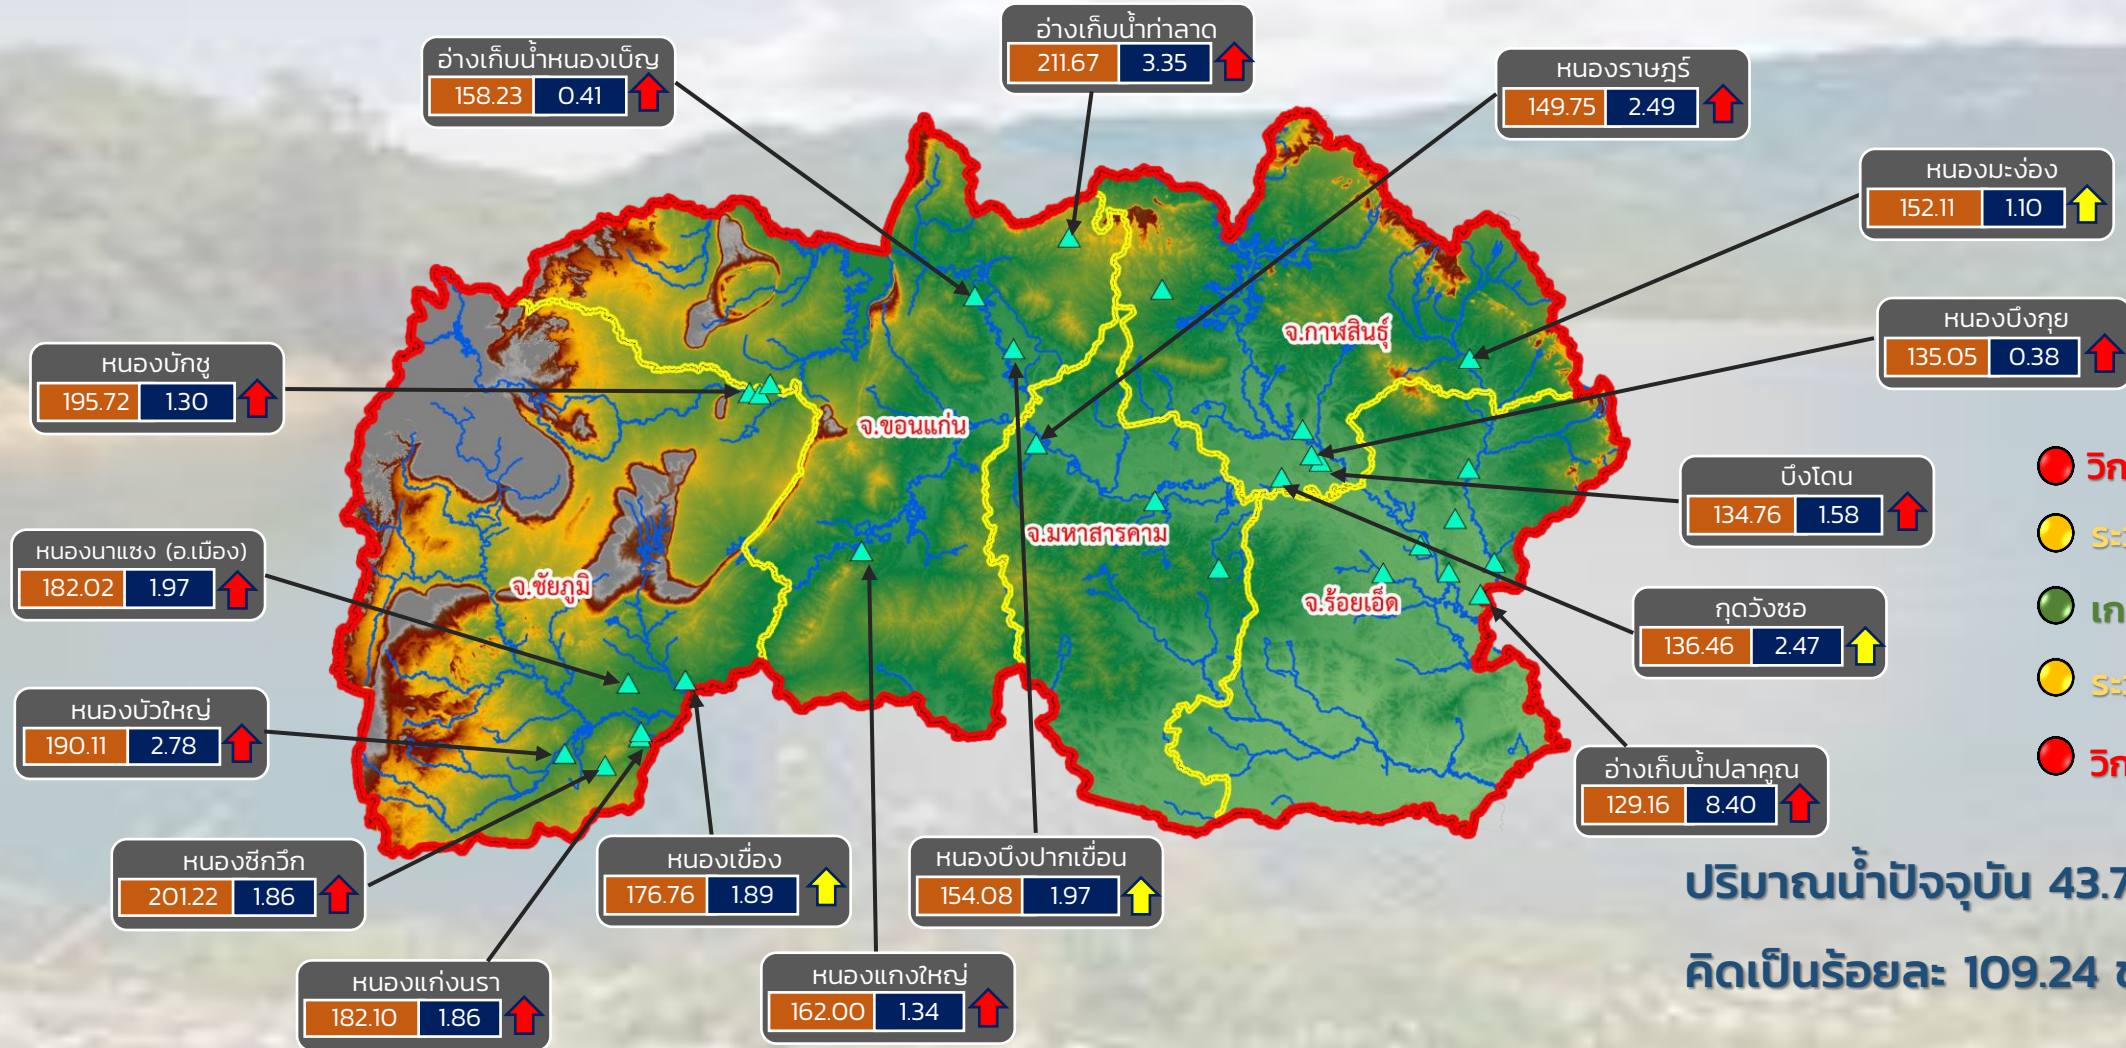 อ่างเก็บน้ำหนองเบ็ญ
158.23 0.41
อ่างเก็บน้ำท่าลาด
211.67 3.35
หนองราษฎร์
149.75 2.49
หนองมะง่อง
152.11 1.10
หนองบึงกุย
135.05 0.38
หนองบักชู
195.72 1.30
จ.กาฬสินธุ์
จ.ขอนแก่น
จ.มหาสารคาม
จ.ร้อยเอ็ด
จ.ชัยภูมิ
บึงโดน
134.76 1.58
หนองนาแซง (อ.เมือง)
182.02 1.97
กุดวังซอ
136.46 2.47
หนองบัวใหญ่
190.11 2.78
อ่างเก็บน้ำปลาคูณ
129.16 8.40
หนองซีกวึก
201.22 1.86
หนองเขื่อง
176.76 1.89
หนองบึงปากเขื่อน
154.08 1.97
หนองแก่งนรา
182.10 1.86
หนองแกงใหญ่
162.00 1.34
ปริมาณน้ำปัจจุบัน 43.7
คิดเป็นร้อยละ 109.24